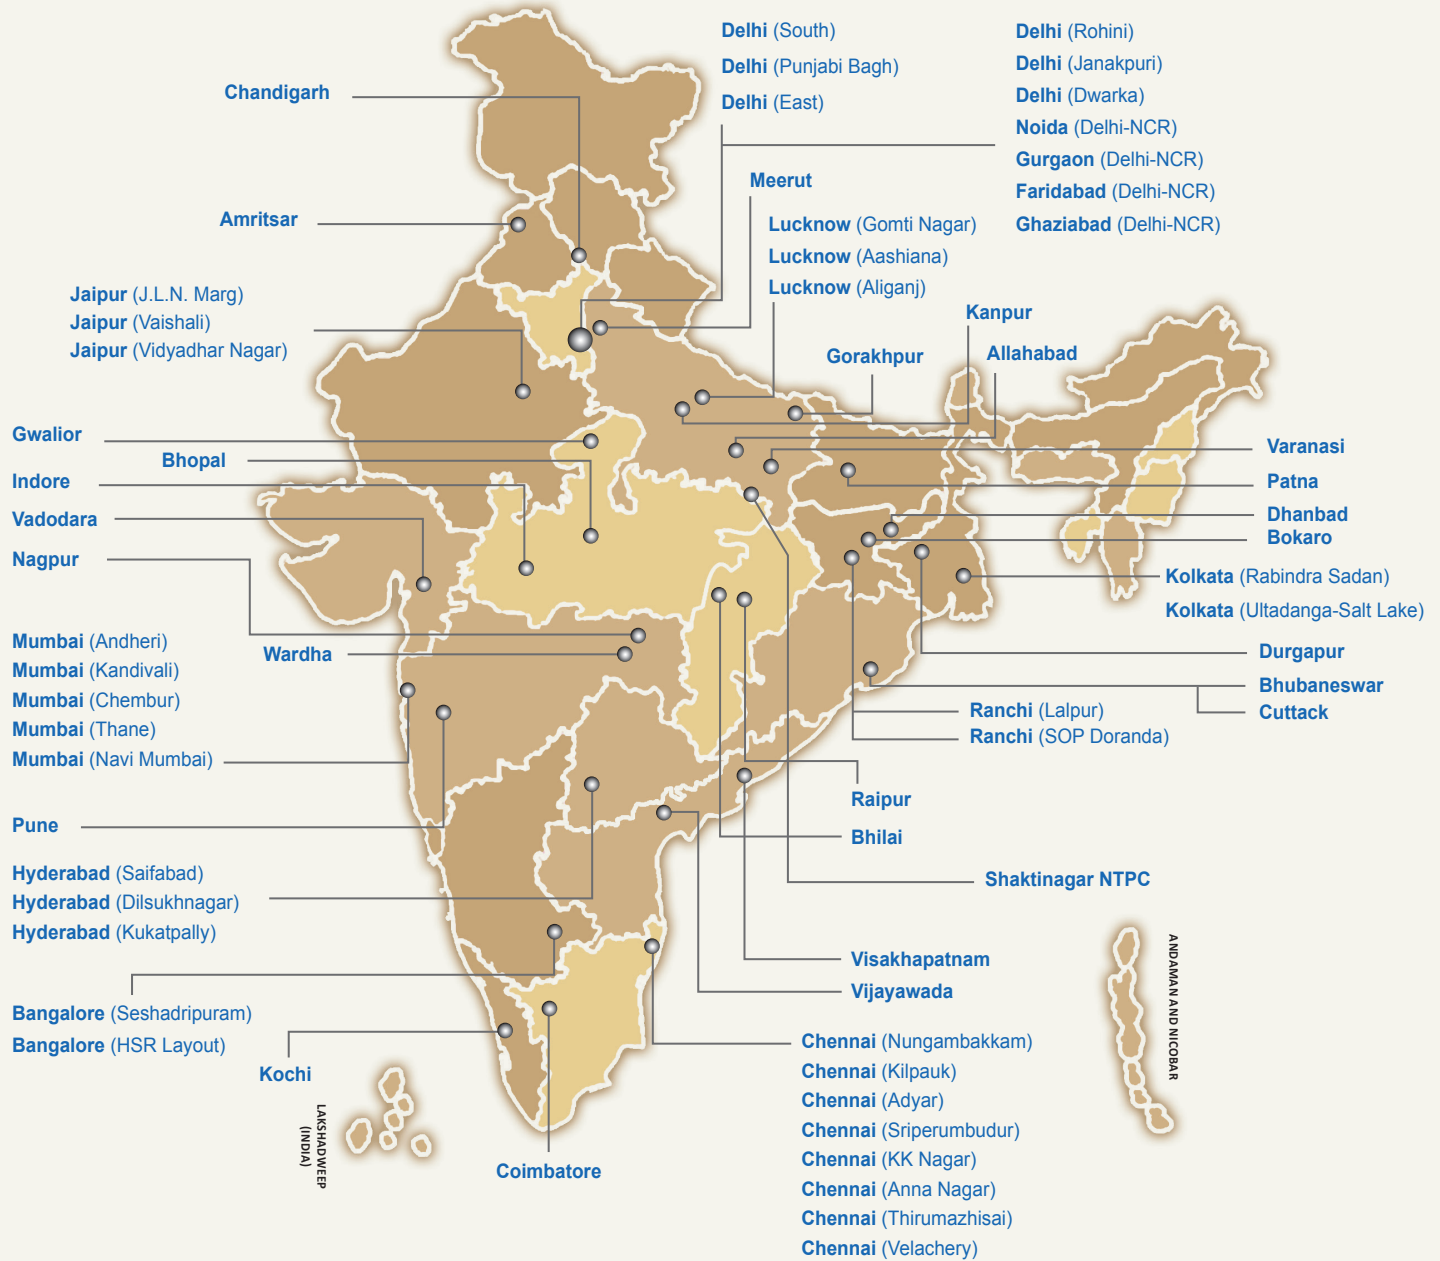 Delhi (South)
Delhi (Punjabi Bagh)
Delhi (East)
Delhi (Rohini)
Delhi (Janakpuri)
Delhi (Dwarka)
Noida (Delhi-NCR)
Gurgaon (Delhi-NCR)
Faridabad (Delhi-NCR)
Ghaziabad (Delhi-NCR)
Chandigarh
Meerut
Amritsar
Lucknow (Gomti Nagar)
Lucknow (Aashiana)
Lucknow (Aliganj)
Jaipur (J.L.N. Marg)
Jaipur (Vaishali)
Jaipur (Vidyadhar Nagar)
Kanpur
Gorakhpur
Allahabad
Gwalior
Bhopal
Indore
Vadodara
Nagpur
Varanasi
Patna
Dhanbad
Bokaro
Kolkata (Rabindra Sadan)
Kolkata (Ultadanga-Salt Lake)
Mumbai (Andheri)
Mumbai (Kandivali)
Mumbai (Chembur)
Mumbai (Thane)
Mumbai (Navi Mumbai)
Wardha
Durgapur
Bhubaneswar
Cuttack
Ranchi (Lalpur)
Ranchi (SOP Doranda)
Raipur
Bhilai
Pune
Hyderabad (Saifabad)
Hyderabad (Dilsukhnagar)
Hyderabad (Kukatpally)
Shaktinagar NTPC
Visakhapatnam
Vijayawada
ANDAMAN AND NICOBAR
Bangalore (Seshadripuram)
Bangalore (HSR Layout)
Kochi
LAKSHADWEEP
(INDIA)
Coimbatore
Chennai (Nungambakkam)
Chennai (Kilpauk)
Chennai (Adyar)
Chennai (Sriperumbudur)
Chennai (KK Nagar)
Chennai (Anna Nagar)
Chennai (Thirumazhisai)
Chennai (Velachery)